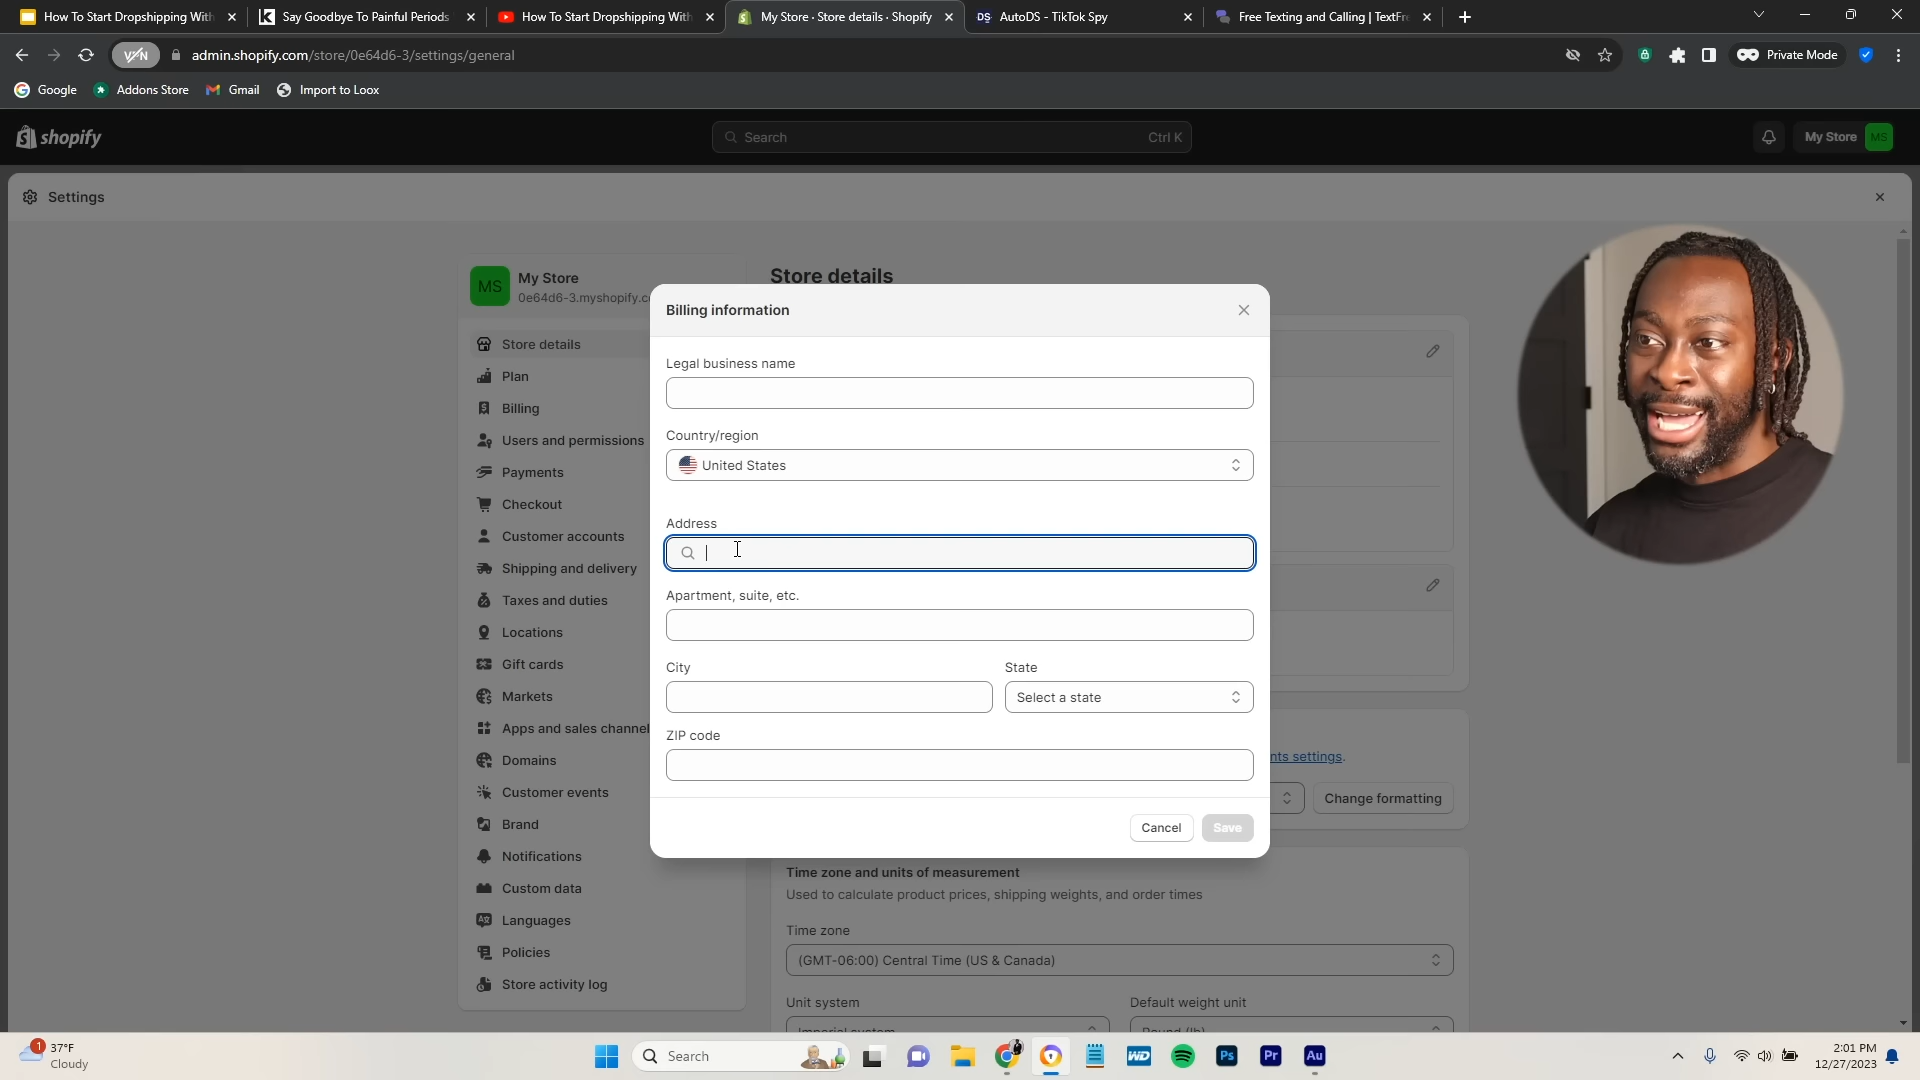 How To Start Dropshipping With
Say Goodbye To Painful Periods
How To Start Dropshipping With
My Store · Store details · Shopify
DS AutoDS - TikTok Spy
Free Texting and Calling | TextFre
VPN
admin.shopify.com/store/0e64d6-3/settings/general
Private Mode
Google
Addons Store
Gmail
Import to Loox
shopify
Search
Ctrl K
My Store
MS
Settings
MS
My Store
0e64d6-3.myshopify.c
Store details
Plan
Billing
Users and permissions
Payments
Checkout
Customer accounts
Shipping and delivery
Taxes and duties
Locations
Gift cards
Markets
Apps and sales channel
Domains
Customer events
Brand
Notifications
Custom data
Languages
Policies
Store activity log
Store details
Billing information
Legal business name
Country/region
United States
Address
Apartment, suite, etc.
City
State
Select a state
ZIP code
Cancel
Save
nts settings.
Change formatting
Time zone and units of measurement
Used to calculate product prices, shipping weights, and order times
Time zone
(GMT-06:00) Central Time (US & Canada)
Unit system
Default weight unit
Imperial system
Pound (lb)
1
37°F
Cloudy
Search
WD
Ps
Pr
Au
2:01 PM
12/27/2023